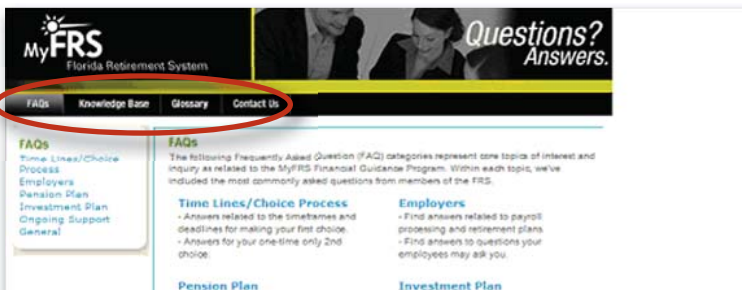 MyFRS
Florida Retirement System
Questions?
Answers.
FAQs Knowledge Base Glossary Contact Us
FAQs
Time Lines/Choice
Process
Employers
Pension Plan
Investment Plan
Ongoing Support
General
FAQs
The following Frequently Asked Question (FAQ) categories represent core topics of interest and
inquiry as related to the MyFRS Financial Guidance Program. Within each topic, we've
included the most commonly asked questions from members of the FRS.
Time Lines/Choice Process
- Answers related to the timeframes and
deadlines for making your first choice.
- Answers for your one-time only 2nd
choice.
Employers
- Find answers related to payroll
processing and retirement plans
- Find answers to questions your
employees may ask you.
Pension Plan
Investment Plan